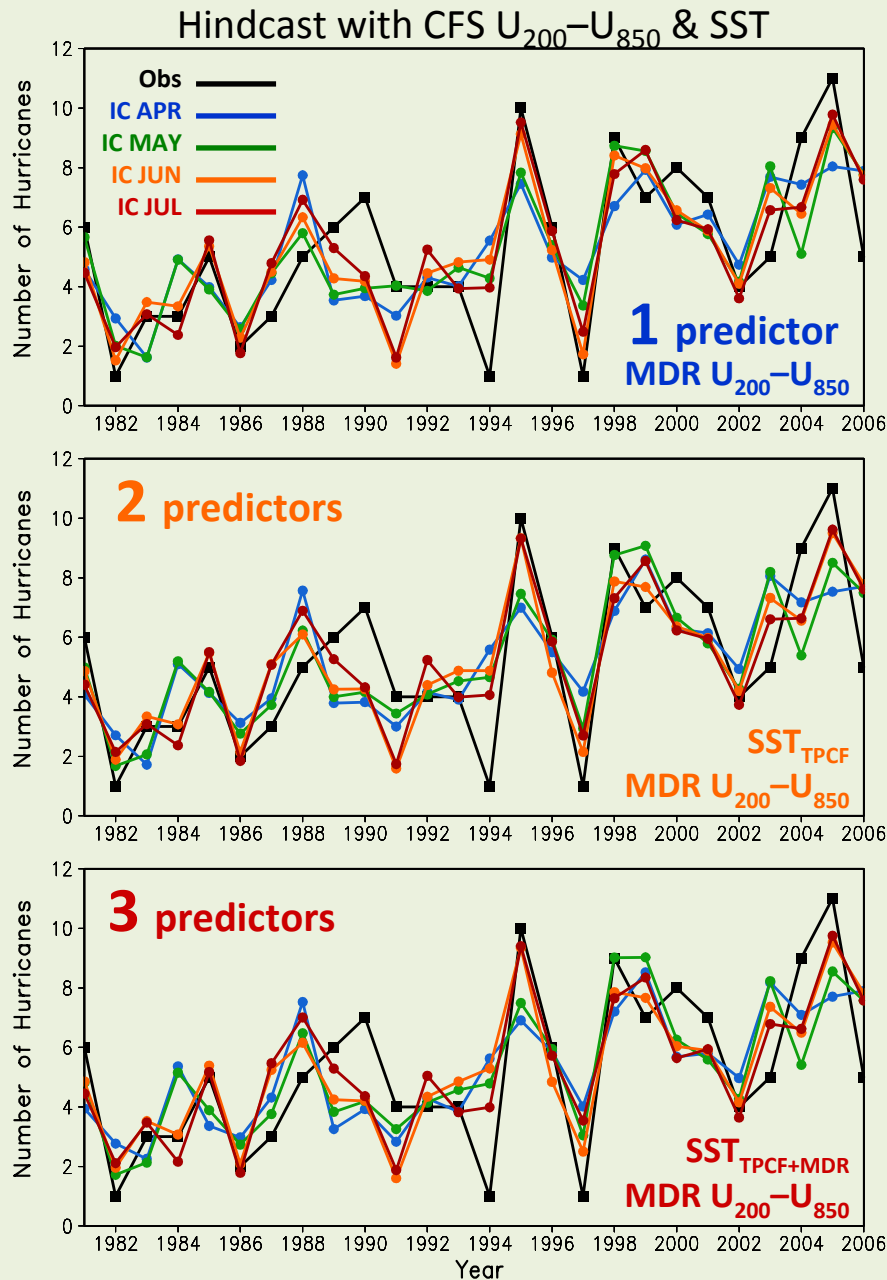 Hindcast with CFS U200–U850 & SST
12
10
8
6
4
2
0
Number of Hurricanes
Obs
IC APR
IC MAY
IC JUN
IC JUL
1 predictor
MDR U200–U850
1982 1984 1986 1988 1990 1992 1994 1996 1998 2000 2002 2004 2006
12
10
8
6
4
2
0
Number of Hurricanes
2 predictors
SSTTPCF
MDR U200–U850
1982 1984 1986 1988 1990 1992 1994 1996 1998 2000 2002 2004 2006
12
10
8
6
4
2
0
Number of Hurricanes
3 predictors
SSTTPCF+MDR
MDR U200–U850
1982 1984 1986 1988 1990 1992 1994 1996 1998 2000 2002 2004 2006
Year